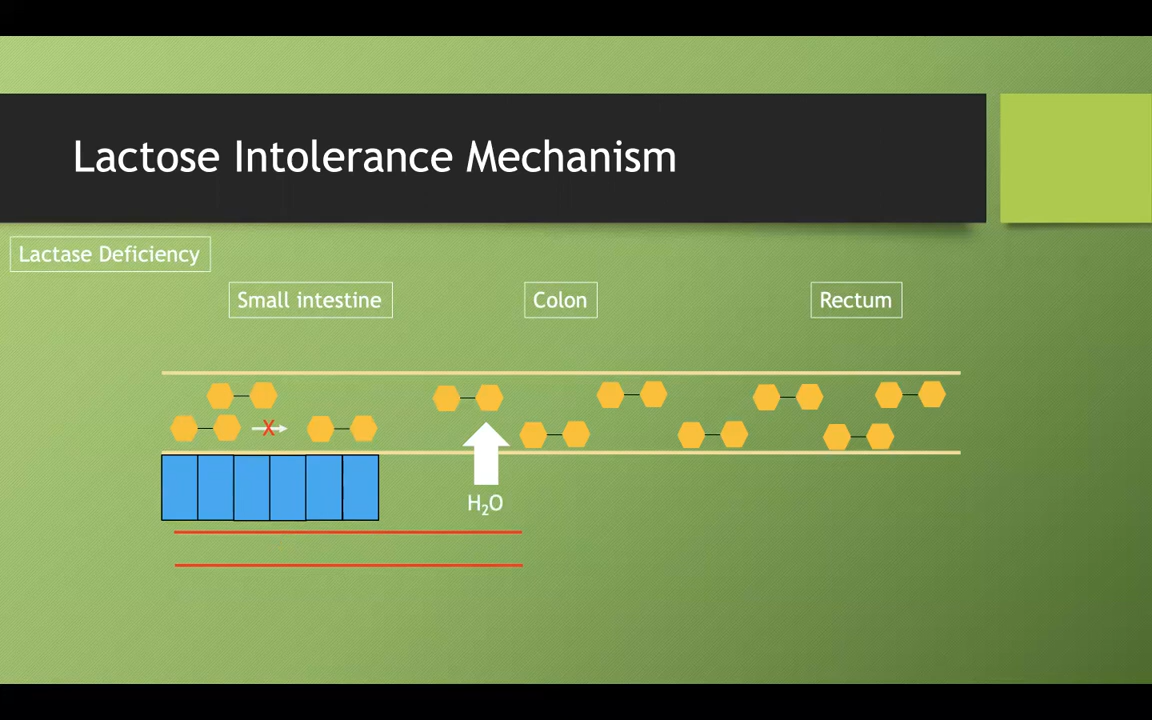 Lactose Intolerance Mechanism
Lactase Deficiency
Small intestine
Colon
Rectum
X
H₂O